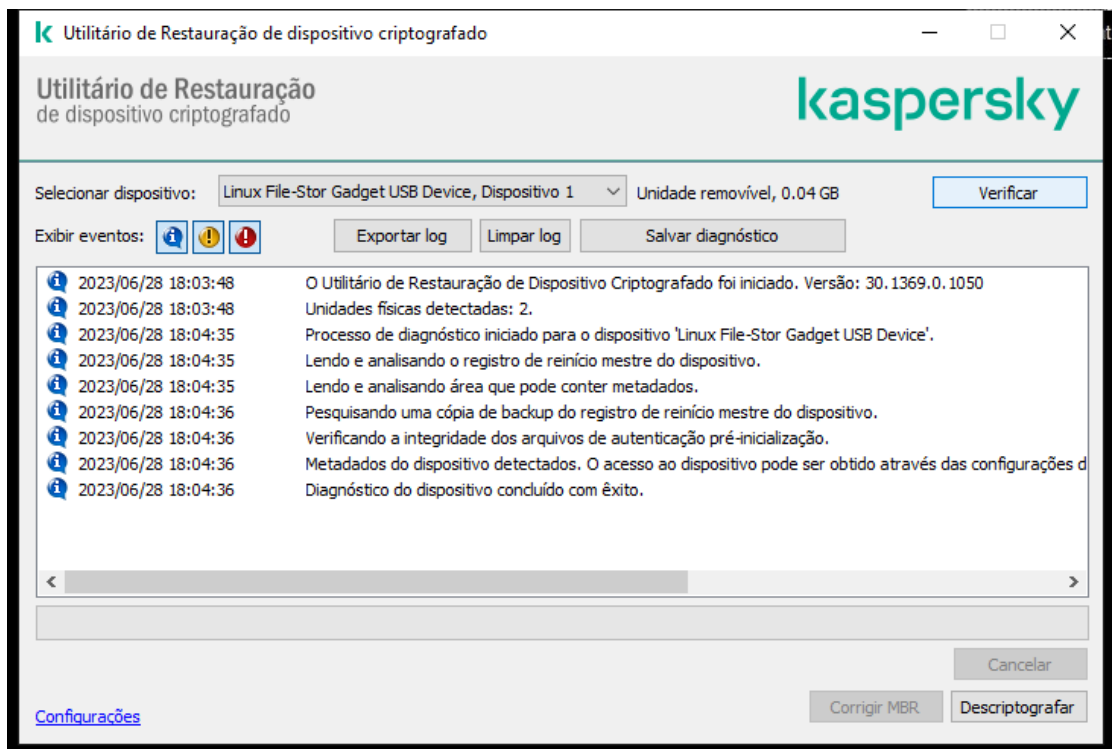 Utilitário de Restauração de dispositivo criptografado
Utilitário de Restauração
de dispositivo criptografado
kaspersky
Selecionar dispositivo: Linux File-Stor Gadget USB Device, Dispositivo 1 Unidade removível, 0.04 GB Verificar
Exibir eventos: Exportar log Limpar log Salvar diagnóstico
2023/06/28 18:03:48 O Utilitário de Restauração de Dispositivo Criptografado foi iniciado. Versão: 30.1369.0.1050
2023/06/28 18:03:48 Unidades físicas detectadas: 2.
2023/06/28 18:04:35 Processo de diagnóstico iniciado para o dispositivo 'Linux File-Stor Gadget USB Device'.
2023/06/28 18:04:35 Lendo e analisando o registro de reinício mestre do dispositivo.
2023/06/28 18:04:35 Lendo e analisando área que pode conter metadados.
2023/06/28 18:04:36 Pesquisando uma cópia de backup do registro de reinício mestre do dispositivo.
2023/06/28 18:04:36 Verificando a integridade dos arquivos de autenticação pré-inicialização.
2023/06/28 18:04:36 Metadados do dispositivo detectados. O acesso ao dispositivo pode ser obtido através das configurações d
2023/06/28 18:04:36 Diagnóstico do dispositivo concluído com êxito.
Cancelar
Configurações Corrigir MBR Descriptografar